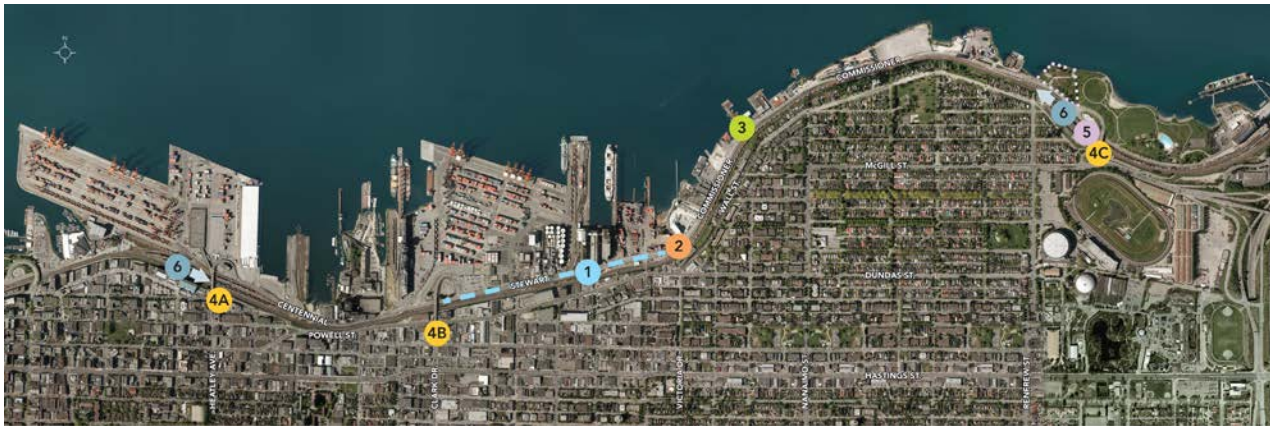 N
COMMISSIONER
6
5
3
4C
McGILL ST.
COMMISSIONER
WALL ST.
2
6
1
DUNDAS ST.
STEWART
4A
CENTENNIAL
4B
POWELL ST.
HEATLEY AVE
CLARK DR.
VICTORIA DR.
NANAIMO ST.
HASTINGS ST.
RENFREW ST.